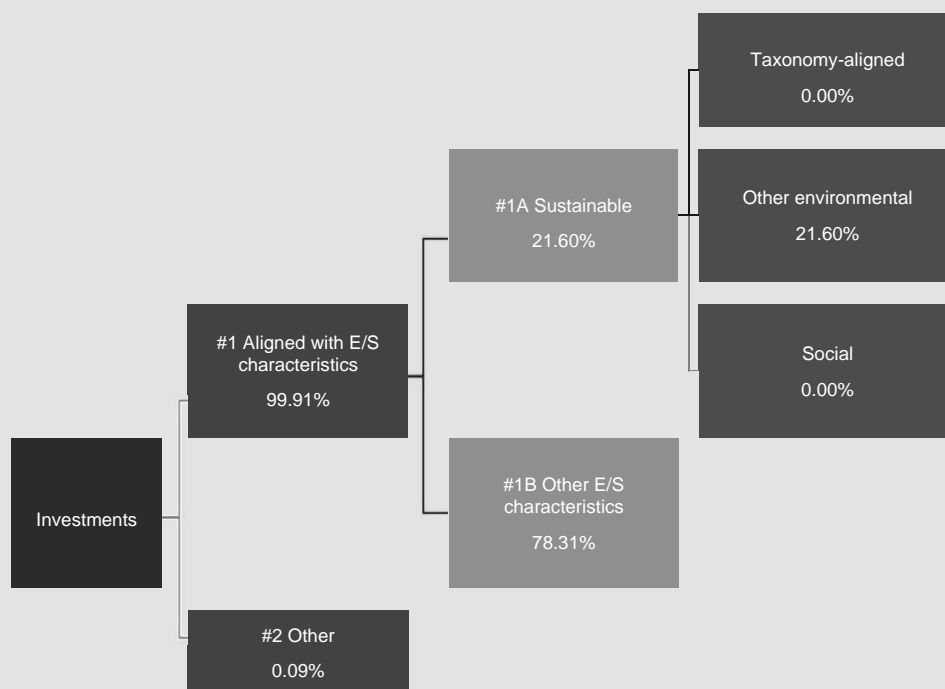 Taxonomy-aligned
0.00%
#1A Sustainable
21.60%
Other environmental
21.60%
#1 Aligned with E/S
characteristics
99.91%
Social
0.00%
Investments
#1B Other E/S
characteristics
78.31%
#2 Other
0.09%